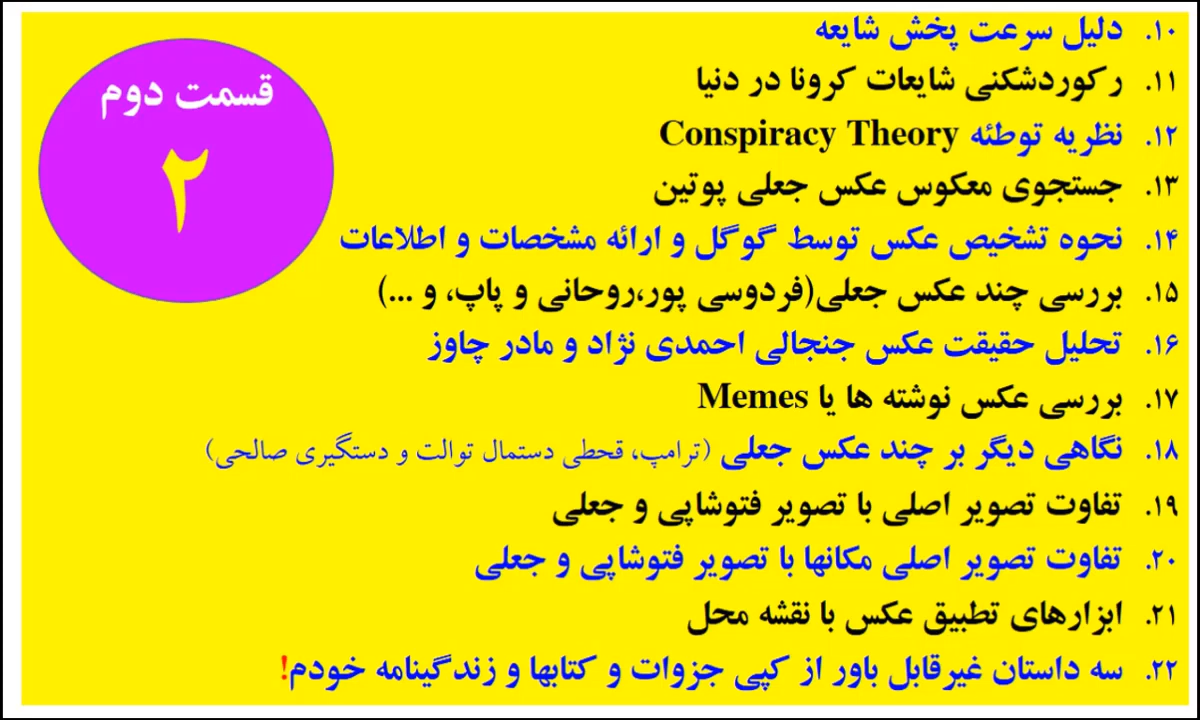 قسمت دوم
۲
۱۰. دلیل سرعت پخش شایعه
۱۱. رکوردشکنی شایعات کرونا در دنیا
۱۲. نظریه توطئه Conspiracy Theory
۱۳. جستجوی معکوس عکس جعلی پوتین
۱۴. نحوه تشخیص عکس توسط گوگل و ارائه مشخصات و اطلاعات
۱۵. بررسی چند عکس جعلی(فردوسی پور،روحانی و پاپ، و ...)
۱۶. تحلیل حقیقت عکس جنجالی احمدی نژاد و مادر چاوز
۱۷. بررسی عکس نوشته ها یا Memes
۱۸. نگاهی دیگر بر چند عکس جعلی (ترامپ، قحطی دستمال توالت و دستگیری صالحی)
۱۹. تفاوت تصویر اصلی با تصویر فتوشاپی و جعلی
۲۰. تفاوت تصویر اصلی مکانها با تصویر فتوشاپی و جعلی
۲۱. ابزارهای تطبیق عکس با نقشه محل
۲۲. سه داستان غیرقابل باور از کپی جزوات و کتابها و زندگینامه خودم!